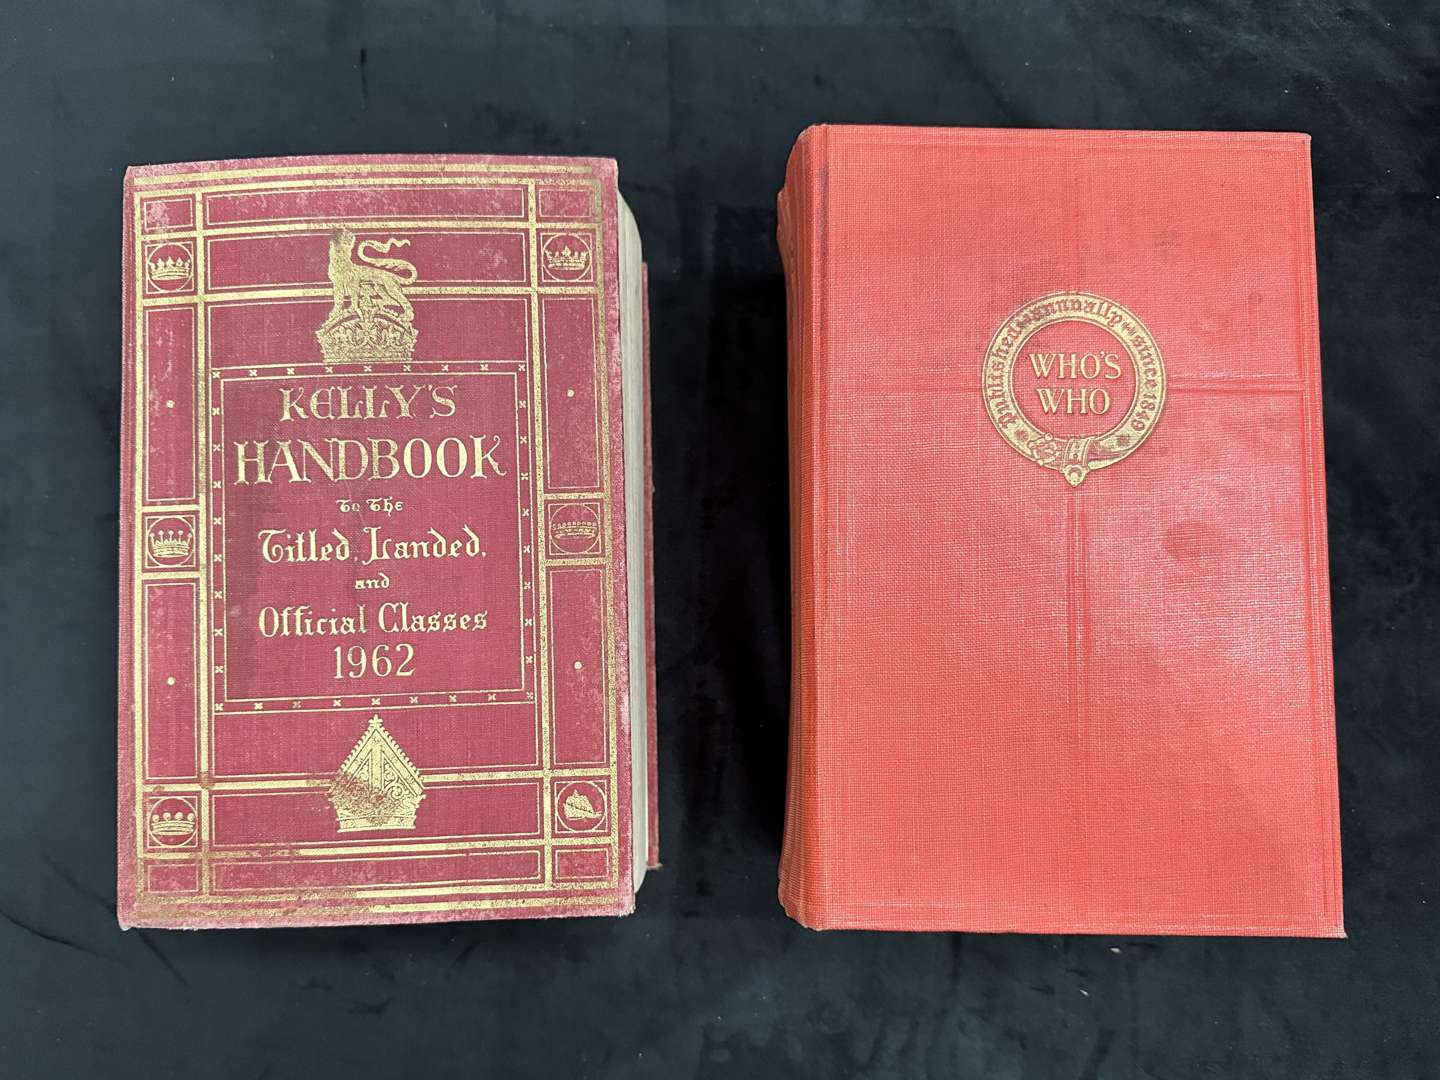 KELLY'S
HANDBOOK
to the
Titled, Landed,
and
Official Classes
1962
Published annually since 1849
WHO'S
WHO